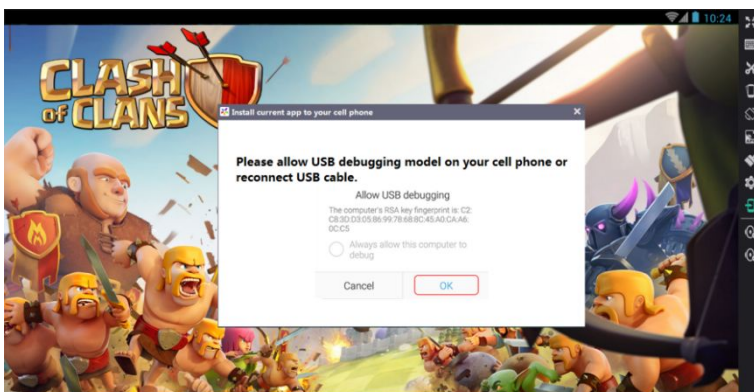 10:24
CLASH
OF CLANS
Install current app to your cell phone
Please allow USB debugging model on your cell phone or
reconnect USB cable.
Allow USB debugging
The computer's RSA key fingerprint is: C2:
C8:3D:D3:05:86:99:78:68:8C:45:A0:CA:A6:
0C:C5
Always allow this computer to
debug
Cancel
OK